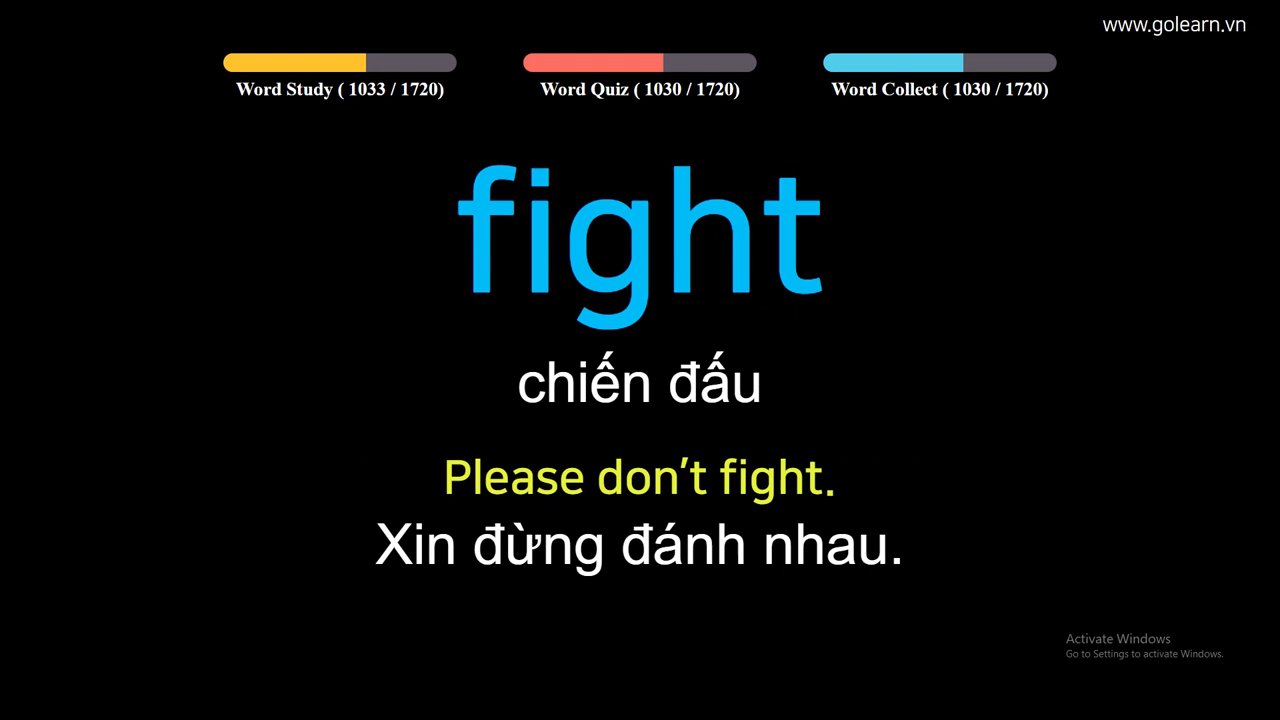 www.golearn.vn
Word Study ( 1033 / 1720)
Word Quiz ( 1030 / 1720)
Word Collect ( 1030 / 1720)
fight
chiến đấu
Please don't fight.
Xin đừng đánh nhau.
Activate Windows
Go to Settings to activate Windows.